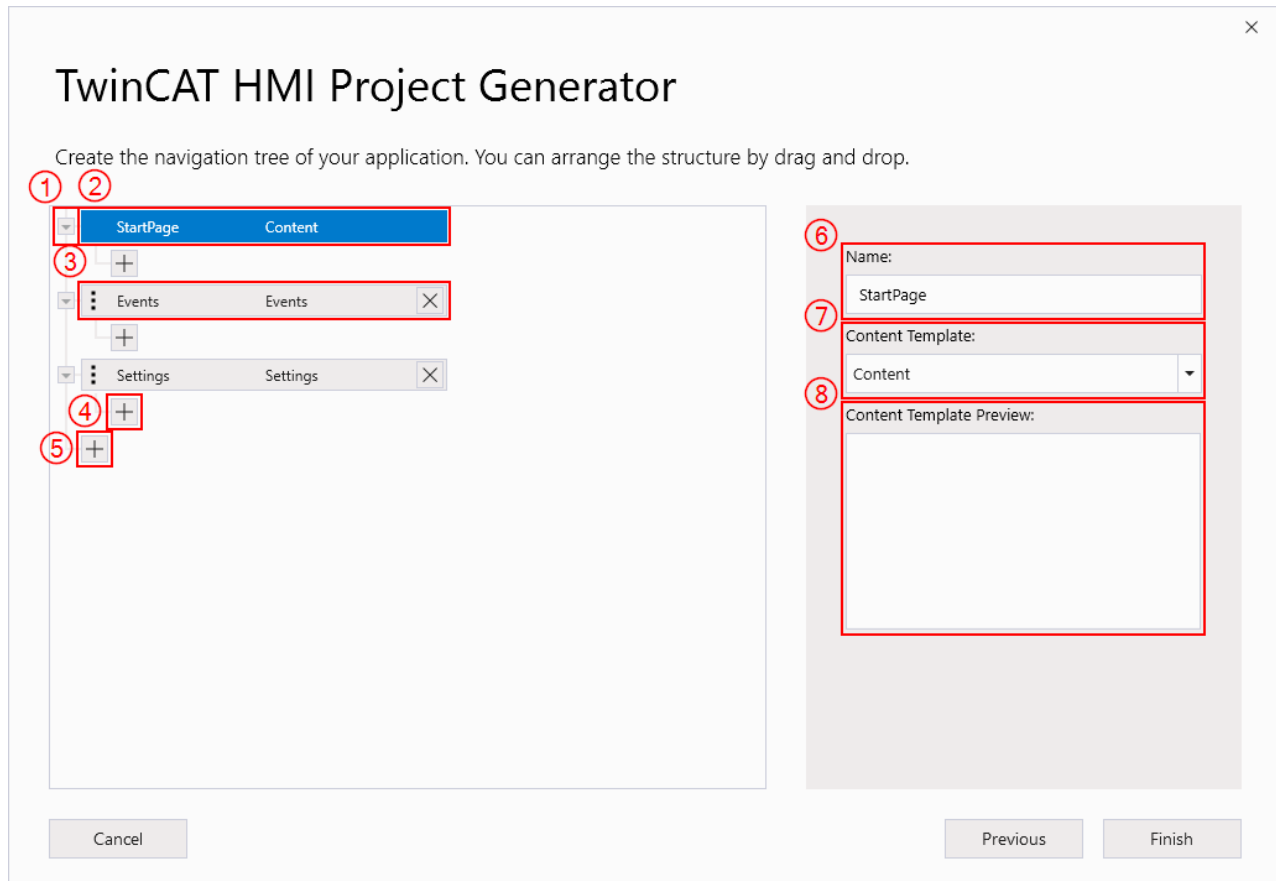 TwinCAT HMI Project Generator
Create the navigation tree of your application. You can arrange the structure by drag and drop.
1 2
StartPage Content
3
Events Events
Settings Settings
4
5
6
Name:
StartPage
7
Content Template:
Content
8
Content Template Preview:
Cancel Previous Finish